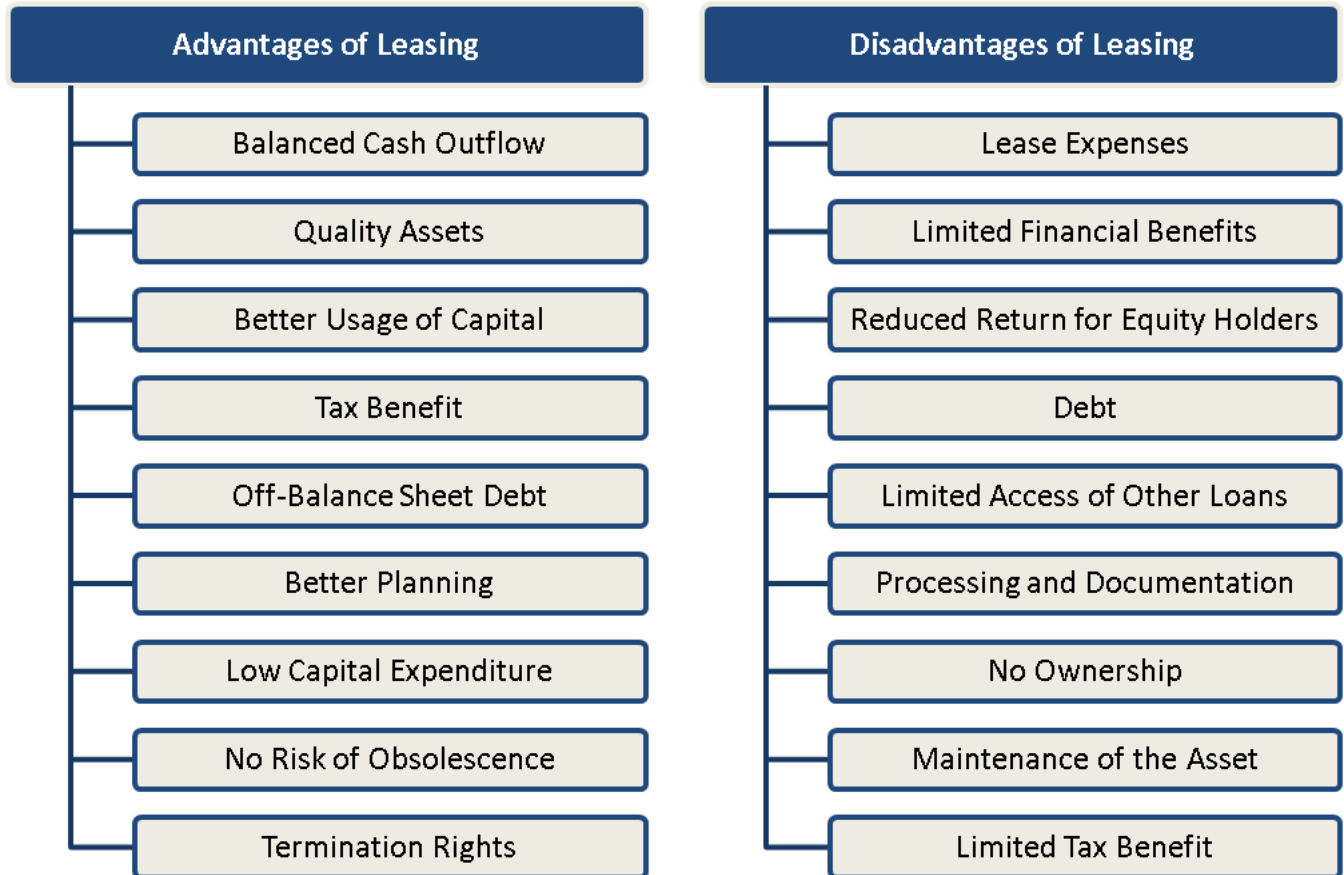 Advantages of Leasing
Balanced Cash Outflow
Quality Assets
Better Usage of Capital
Tax Benefit
Off-Balance Sheet Debt
Better Planning
Low Capital Expenditure
No Risk of Obsolescence
Termination Rights
Disadvantages of Leasing
Lease Expenses
Limited Financial Benefits
Reduced Return for Equity Holders
Debt
Limited Access of Other Loans
Processing and Documentation
No Ownership
Maintenance of the Asset
Limited Tax Benefit